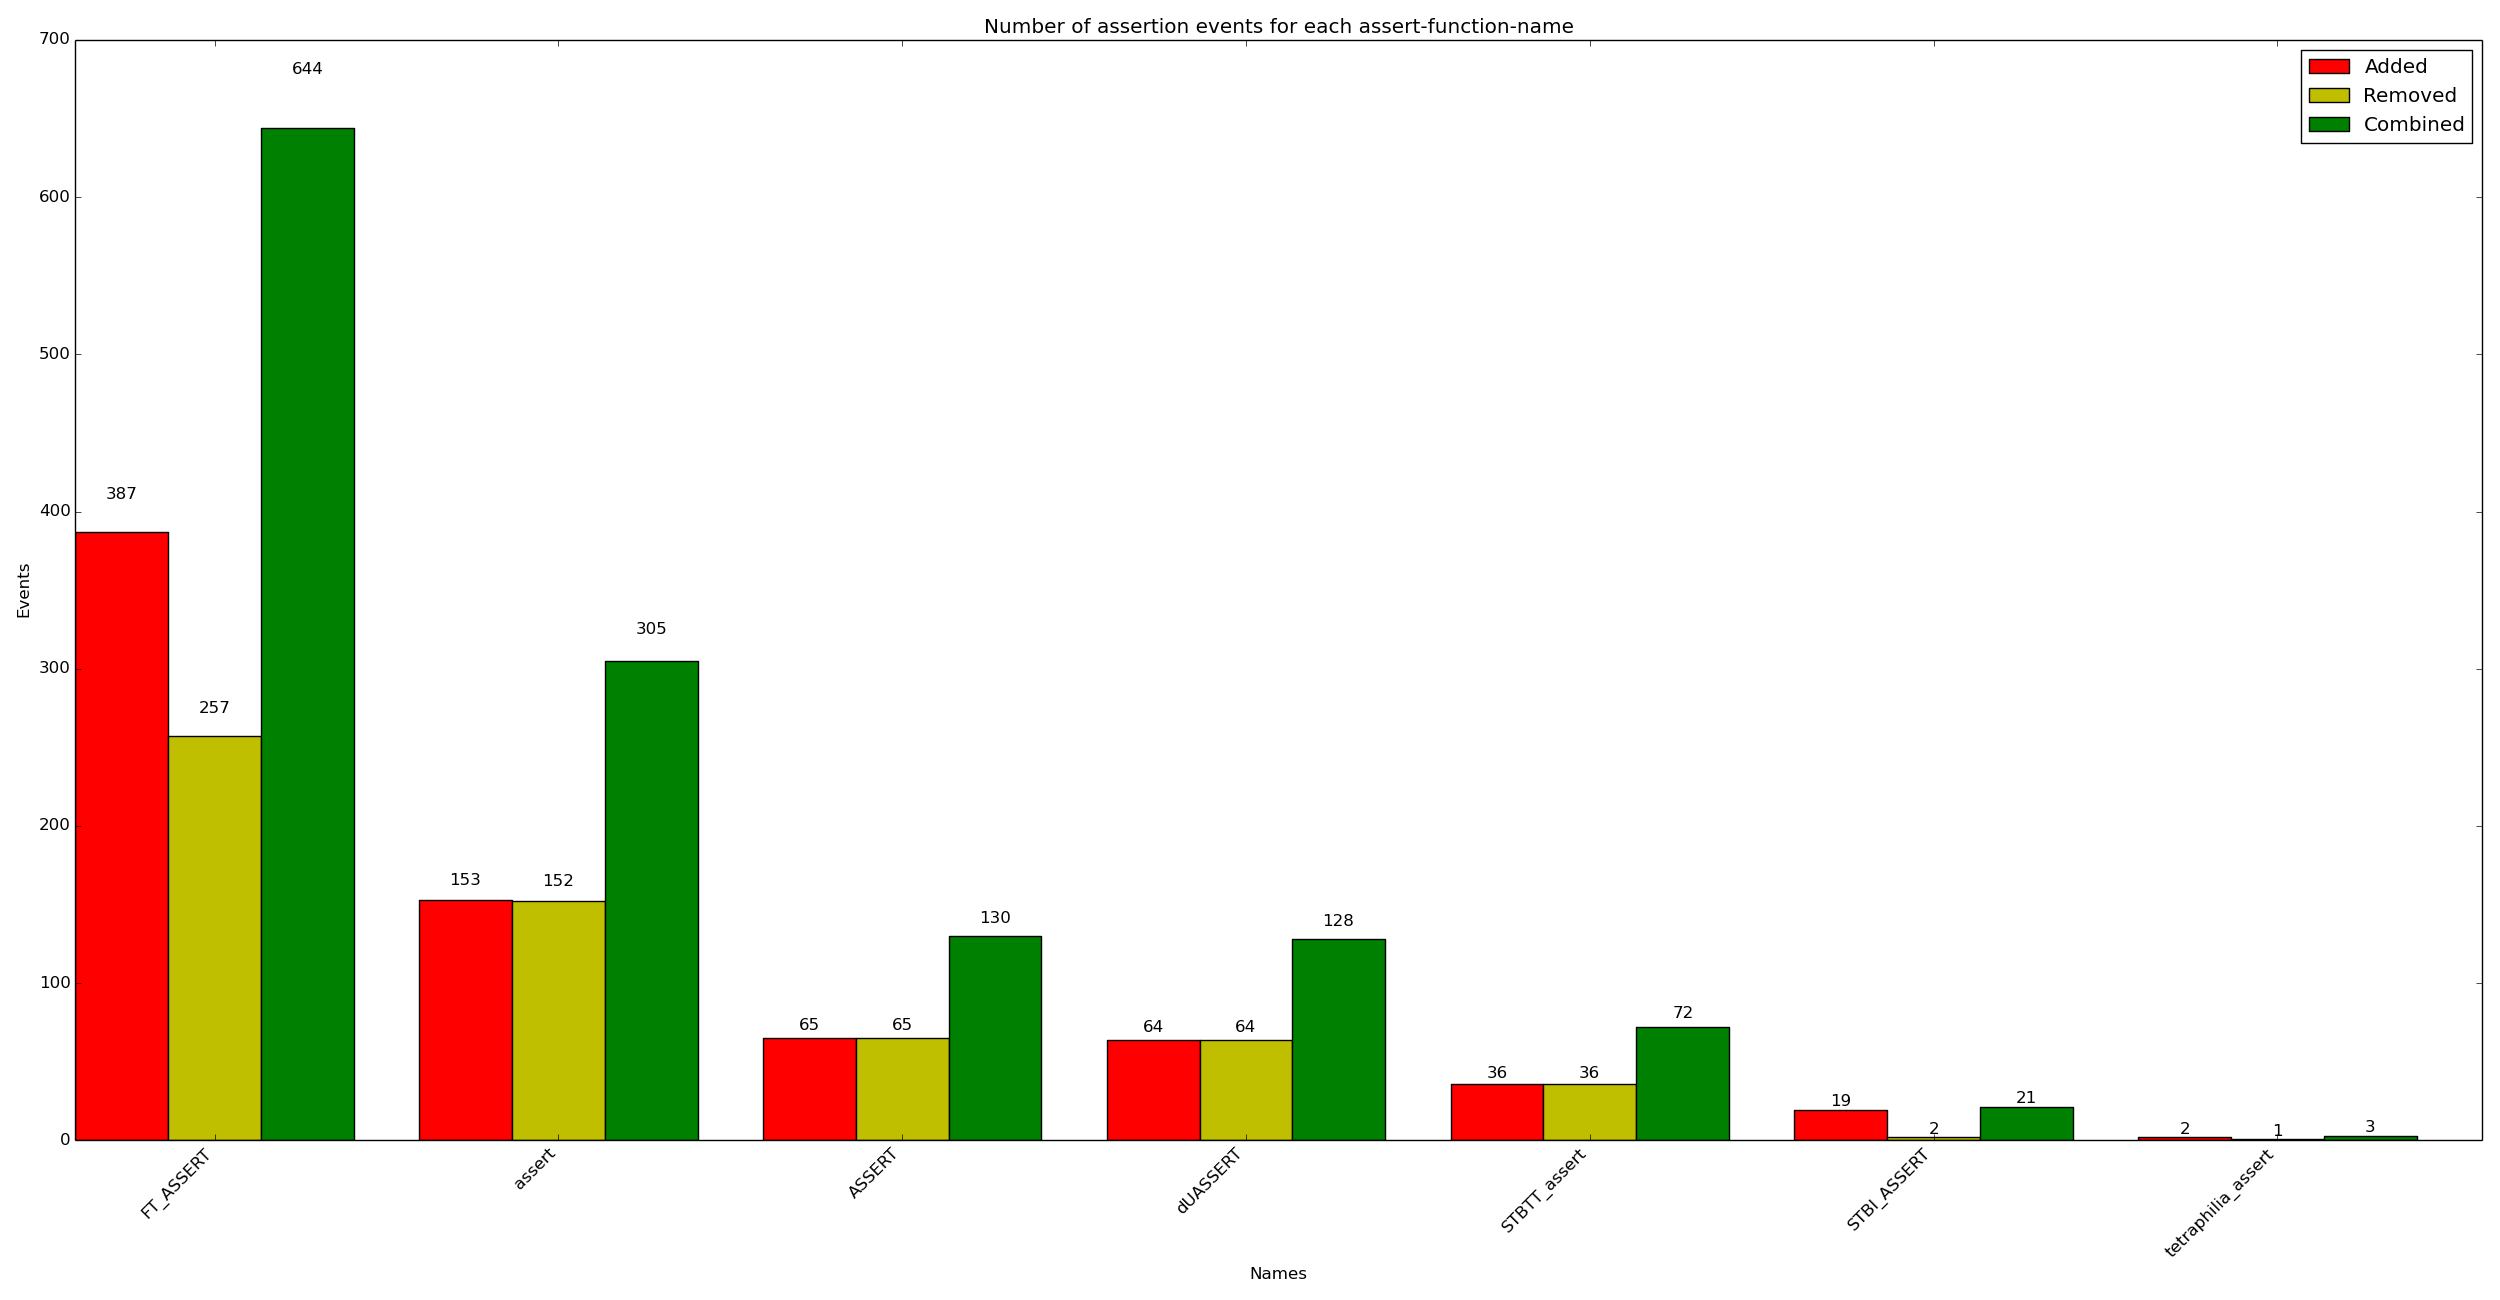 Number of assertion events for each assert-function-name
Added
Removed
Combined
700
600
500
400
300
200
100
0
Events
387
257
644
153
152
305
65
65
130
64
64
128
36
36
72
19
2
21
2
1
3
FT_ASSERT
assert
ASSERT
dUASSERT
STBTT_assert
STBI_ASSERT
tetraphilia_assert
Names